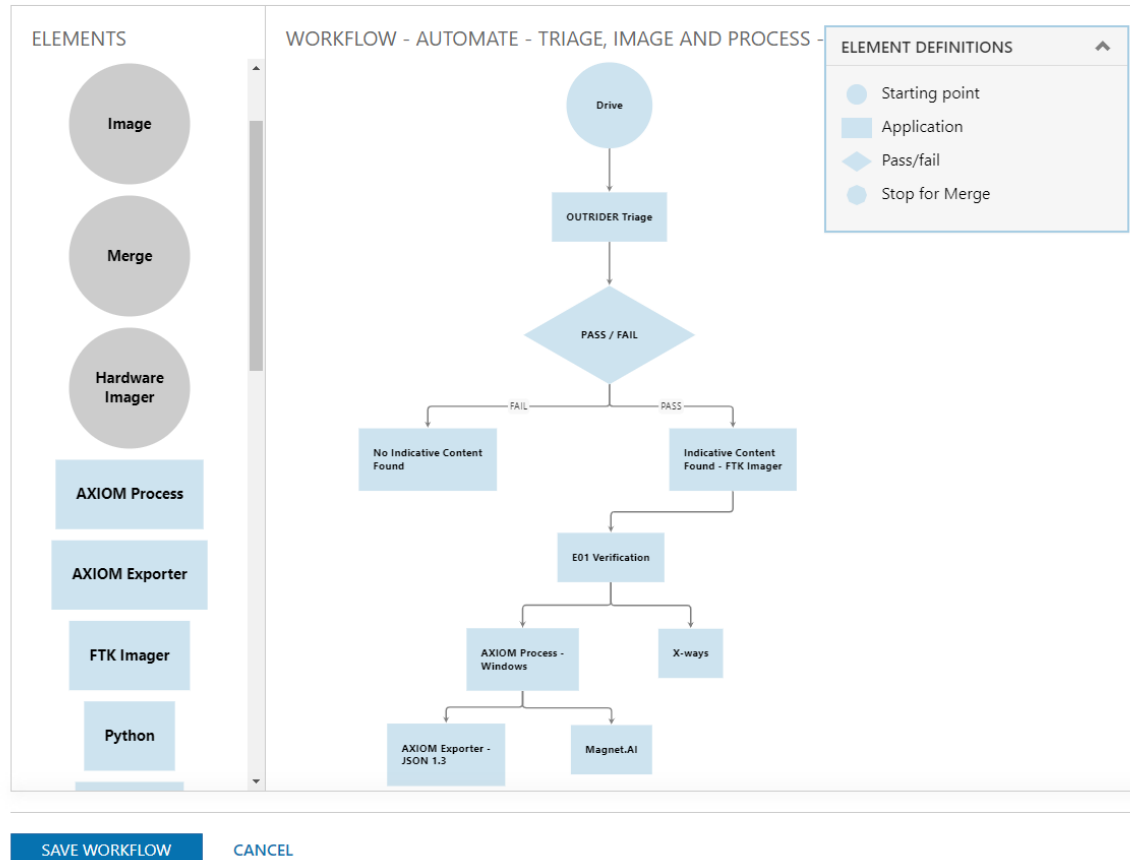 ELEMENTS
Image
Merge
Hardware
Imager
AXIOM Process
AXIOM Exporter
FTK Imager
Python
WORKFLOW - AUTOMATE - TRIAGE, IMAGE AND PROCESS -
Drive
OUTRIDER Triage
PASS / FAIL
FAIL
PASS
No Indicative Content
Found
Indicative Content
Found - FTK Imager
E01 Verification
AXIOM Process -
Windows
X-ways
AXIOM Exporter -
JSON 1.3
Magnet.AI
ELEMENT DEFINITIONS
Starting point
Application
Pass/fail
Stop for Merge
SAVE WORKFLOW
CANCEL